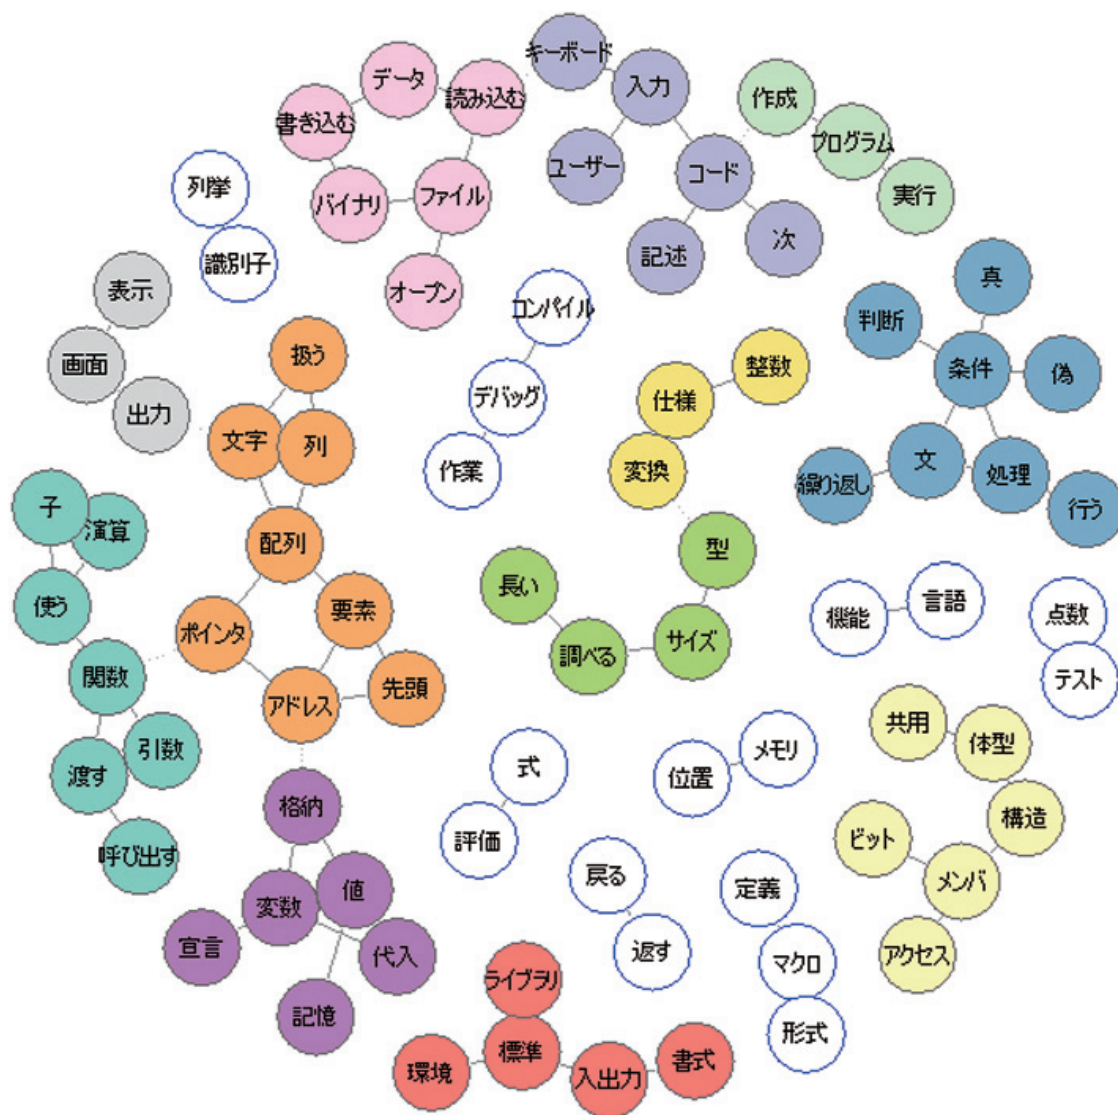 キーボード
データ
読み込む
入力
作成
書き込む
プログラム
ユーザー
コード
実行
列挙
バイナリ
ファイル
次
記述
識別子
オープン
表示
コンパイル
真
判断
扱う
画面
整数
条件
偽
仕様
デバッグ
出力
文字
列
作業
変換
文
処理
繰り返し
行う
子
演算
配列
型
長い
使う
要素
ポインタ
機能
言語
点数
サイズ
調べる
関数
先頭
アドレス
テスト
共用
体型
引数
渡す
式
位置
メモリ
格納
構造
評価
ビット
呼び出す
戻る
定義
メンバ
値
変数
宣言
代入
返す
アクセス
マクロ
ライブラリ
記憶
形式
標準
環境
入出力
書式